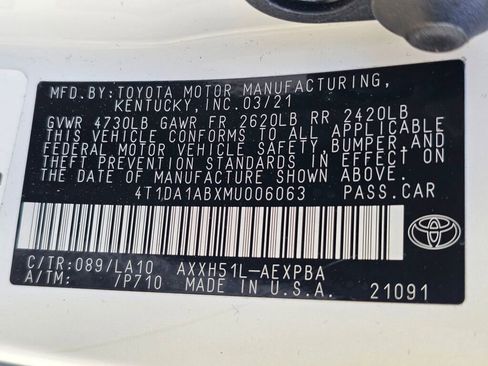 MFD.BY:TOYOTA MOTOR MANUFACTURING,
KENTUCKY,INC.03/21
GVWR 4730LB GAWR FR 2620LB RR 2420LB
THIS VEHICLE CONFORMS TO ALL APPLICABLE
FEDERAL MOTOR VEHICLE SAFETY, BUMPER,AND
THEFT PREVENTION STANDARDS IN EFFECT ON
THE DATE OF MANUFACTURE SHOWN ABOVE.
4T1DA1ABXMU006063 PASS.CAR
C/TR:089/LA10 AXXH51L-AEXPBA
A/TM: /P710 MADE IN U.S.A. 21091